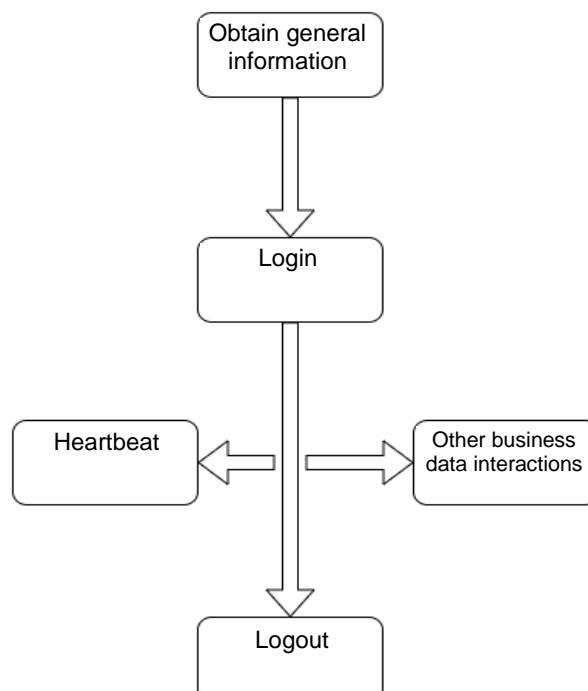 Obtain general
information
Login
Heartbeat
Other business
data interactions
Logout